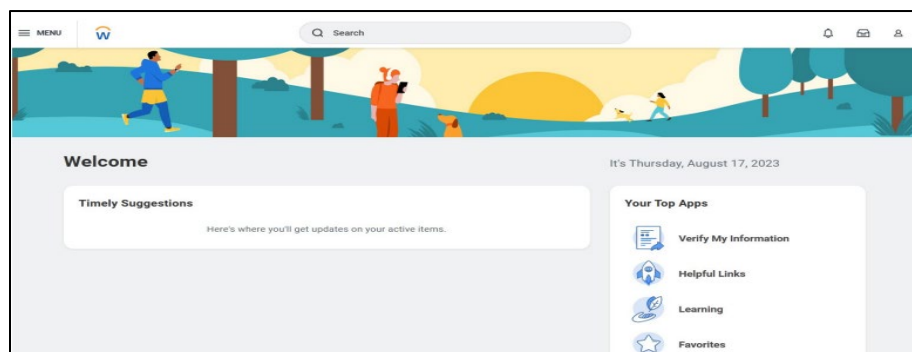 MENU
W
Search
Welcome
It's Thursday, August 17, 2023
Timely Suggestions
Here's where you'll get updates on your active items.
Your Top Apps
Verify My Information
Helpful Links
Learning
Favorites